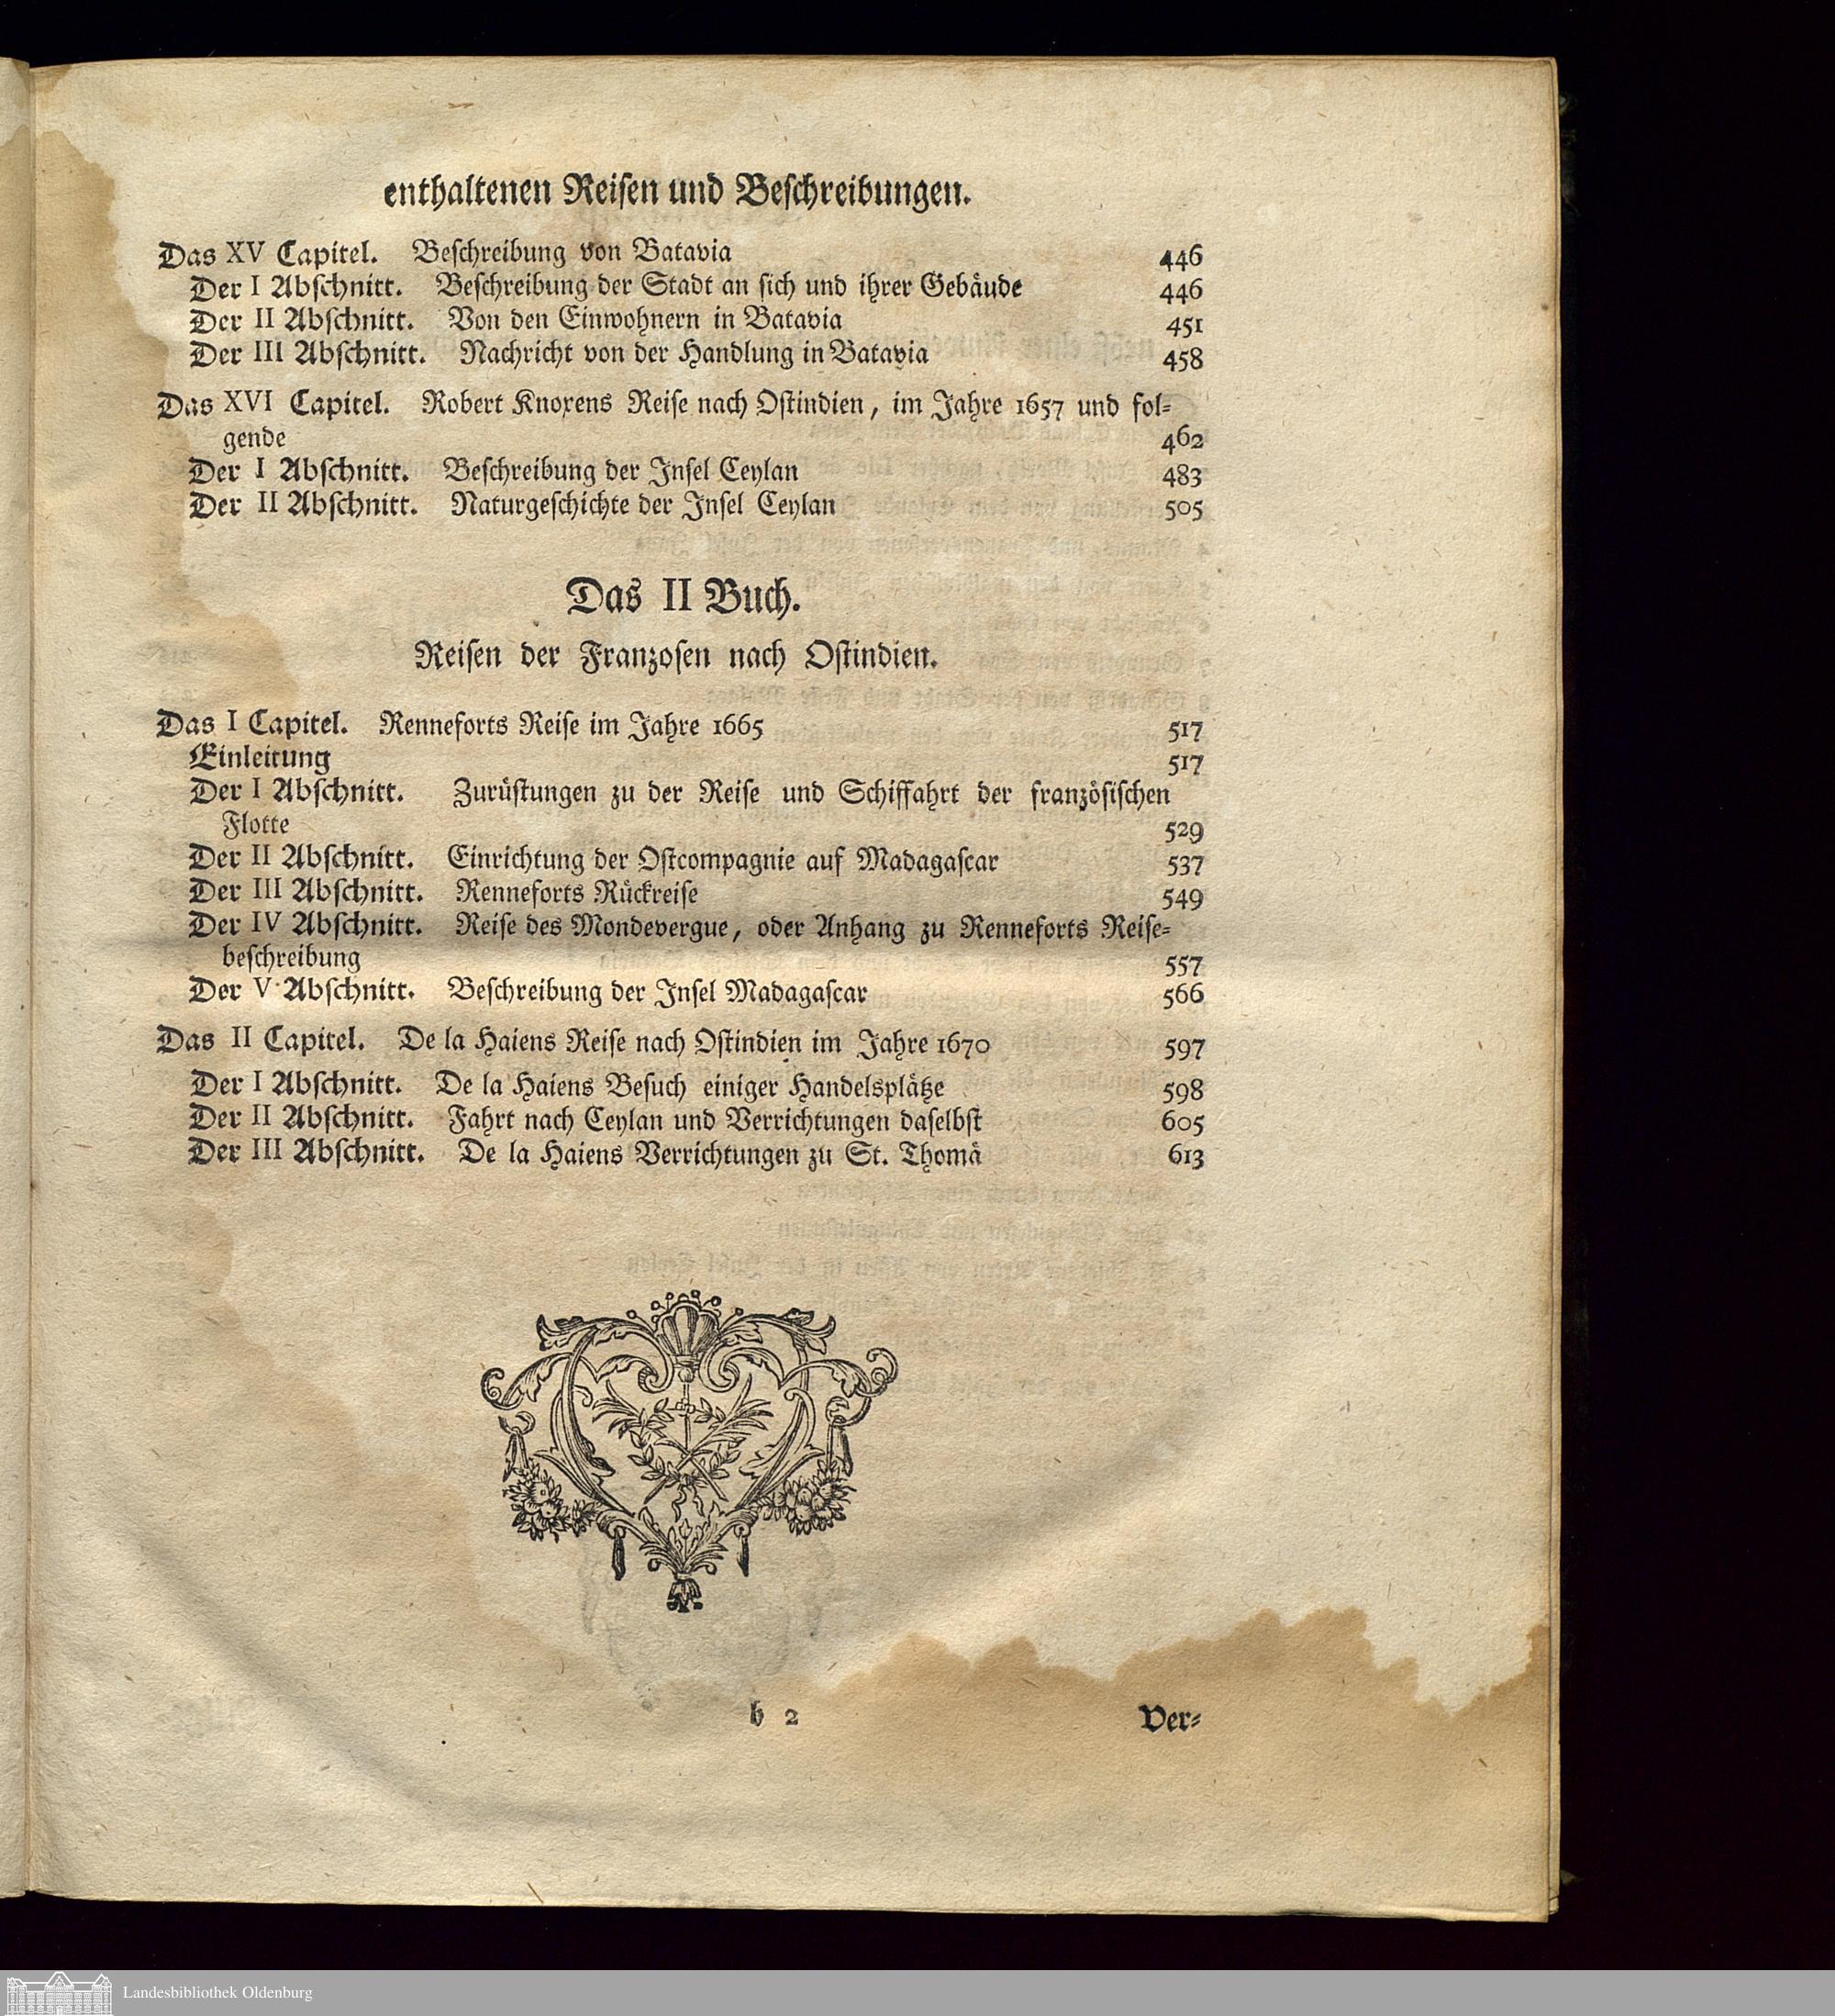 enthaltenen Reisen und Beschreibungen.
Das XV Capitel. Beschreibung von Batavia 446
Der I Abschnitt. Beschreibung der Stadt an sich und ihrer Gebäude 446
Der II Abschnitt. Von den Einwohnern in Batavia 451
Der III Abschnitt. Nachricht von der Handlung in Batavia 458
Das XVI Capitel. Robert Knoxens Reise nach Ostindien, im Jahre 1657 und fol-
gende 462
Der I Abschnitt. Beschreibung der Insel Ceylan 483
Der II Abschnitt. Naturgeschichte der Insel Ceylan 505
Das II Buch.
Reisen der Franzosen nach Ostindien.
Das I Capitel. Renneforts Reise im Jahre 1665 517
Einleitung 517
Der I Abschnitt. Zurüstungen zu der Reise und Schiffahrt der französischen
Flotte 529
Der II Abschnitt. Einrichtung der Ostcompagnie auf Madagascar 537
Der III Abschnitt. Renneforts Rückreise 549
Der IV Abschnitt. Reise des Mondevergue, oder Anhang zu Renneforts Reise-
beschreibung 557
Der V Abschnitt. Beschreibung der Insel Madagascar 566
Das II Capitel. De la Haiens Reise nach Ostindien im Jahre 1670 597
Der I Abschnitt. De la Haiens Besuch einiger Handelsplätze 598
Der II Abschnitt. Fahrt nach Ceylan und Verrichtungen daselbst 605
Der III Abschnitt. De la Haiens Verrichtungen zu St. Thomä 613
b 2 Ver-
Landesbibliothek Oldenburg